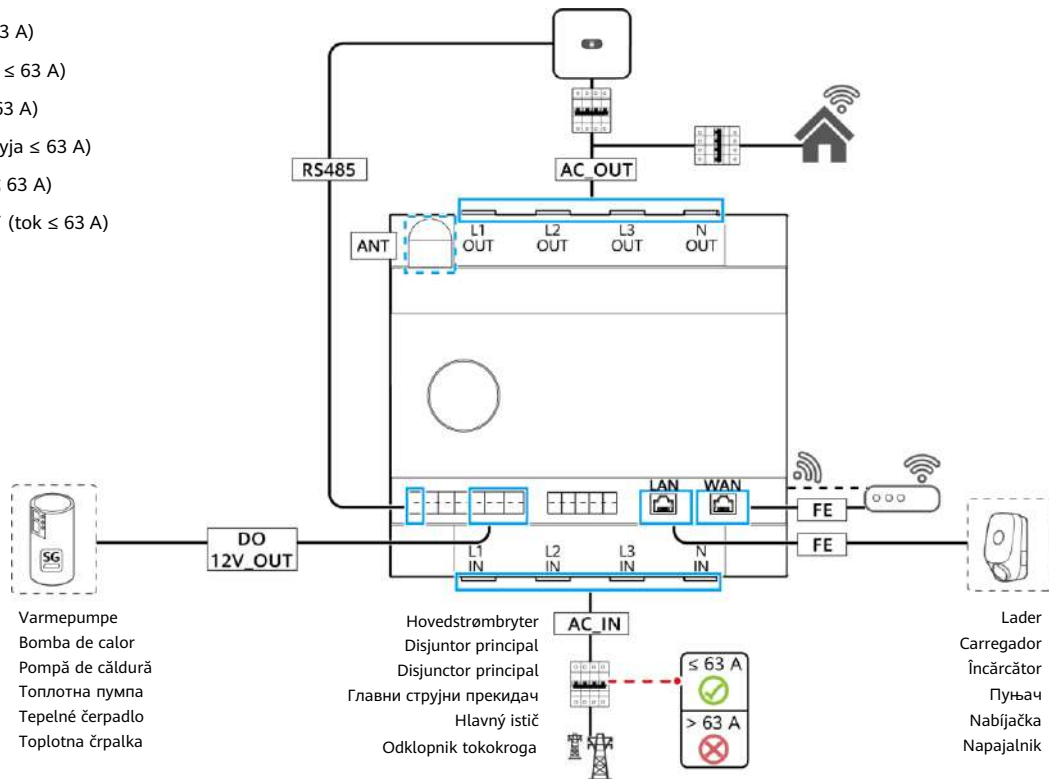 3 A)
≤ 63 A)
63 A)
yja ≤ 63 A)
63 A)
(tok ≤ 63 A)
RS485
AC_OUT
ANT
L1 OUT
L2 OUT
L3 OUT
N OUT
LAN
WAN
FE
FE
DO
12V_OUT
SG
L1 IN
L2 IN
L3 IN
N IN
AC_IN
≤ 63 A
> 63 A
Varmepumpe
Bomba de calor
Pompă de căldură
Топлотна пумпа
Tepelné čerpadlo
Toplotna črpalka
Hovedstrømbryter
Disjuntor principal
Disjunctor principal
Главни струјни прекидач
Hlavný istič
Odklopnik tokokroga
Lader
Carregador
Încărcător
Пуњач
Nabíjačka
Napajalnik